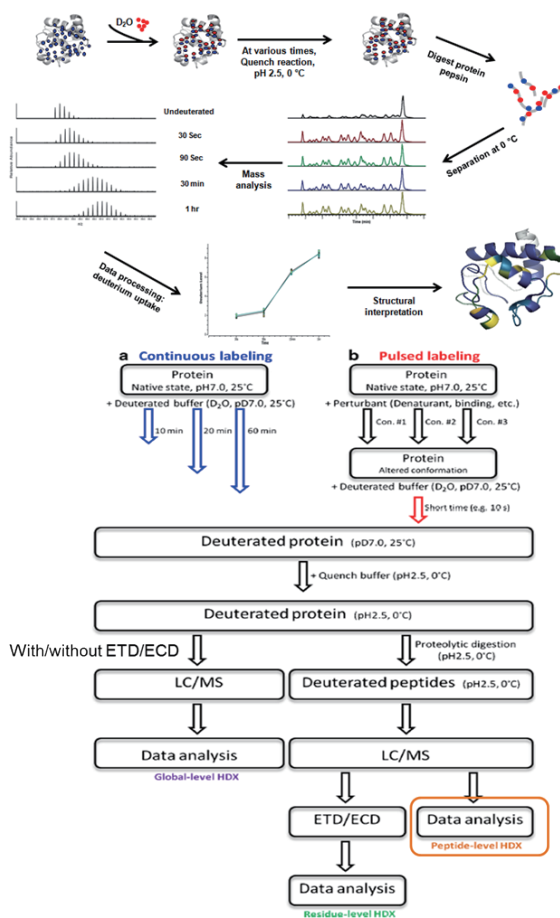 D₂O
At various times,
Quench reaction,
pH 2.5, 0 °C
Digest protein
pepsin
Undeuterated
30 Sec
90 Sec
30 min
1 hr
Mass
analysis
Time (min)
Separation at 0 °C
Data processing:
deuterium uptake
Deuterium Level
Time
Structural
interpretation
a Continuous labeling
Protein
Native state, pH7.0, 25°C
+ Deuterated buffer (D₂O, pD7.0, 25°C)
10 min
20 min
60 min
b Pulsed labeling
Protein
Native state, pH7.0, 25°C
+ Perturbant (Denaturant, binding, etc.)
Con. #1
Con. #2
Con. #3
Protein
Altered conformation
+ Deuterated buffer (D₂O, pD7.0, 25°C)
Short time (e.g. 10 s)
Deuterated protein (pD7.0, 25°C)
+ Quench buffer (pH2.5, 0°C)
Deuterated protein (pH2.5, 0°C)
With/without ETD/ECD
Proteolytic digestion
(pH2.5, 0°C)
LC/MS
Deuterated peptides (pH2.5, 0°C)
Data analysis
Global-level HDX
LC/MS
ETD/ECD
Data analysis
Peptide-level HDX
Data analysis
Residue-level HDX